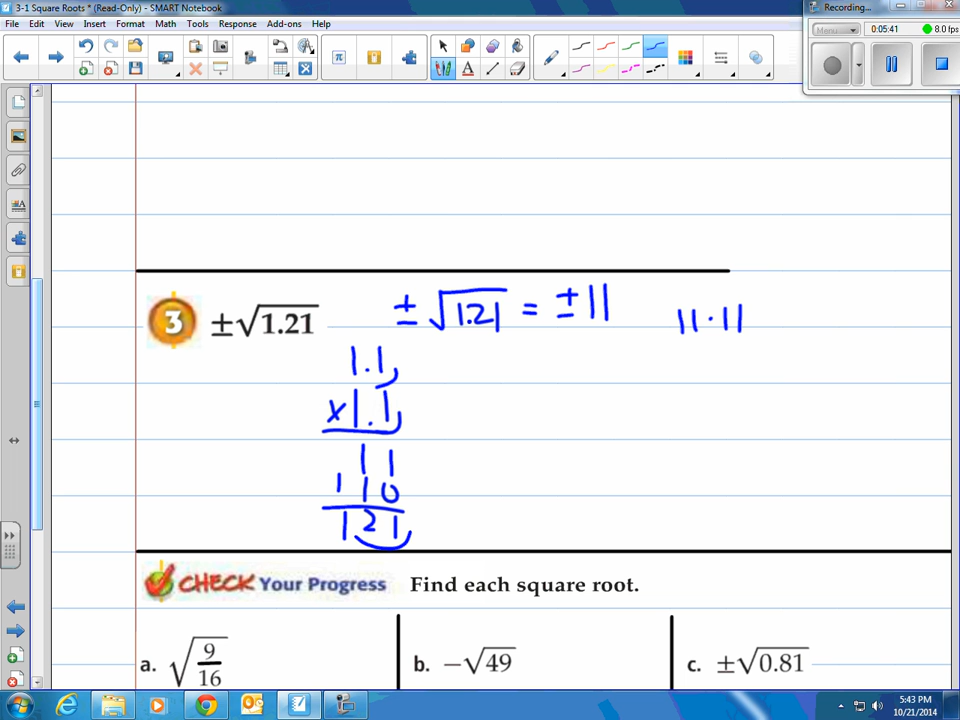 3-1 Square Roots * (Read-Only) - SMART Notebook
Recording...
File Edit View Insert Format Math Tools Response Add-ons Help
Menu
0:05:41
8.0 fps
3 ±√1.21
± √1.21 = ± 11
11 · 11
1.1
x 1.1
11
110
121
CHECK Your Progress Find each square root.
a. √9/16
b. −√49
c. ±√0.81
5:43 PM
10/21/2014